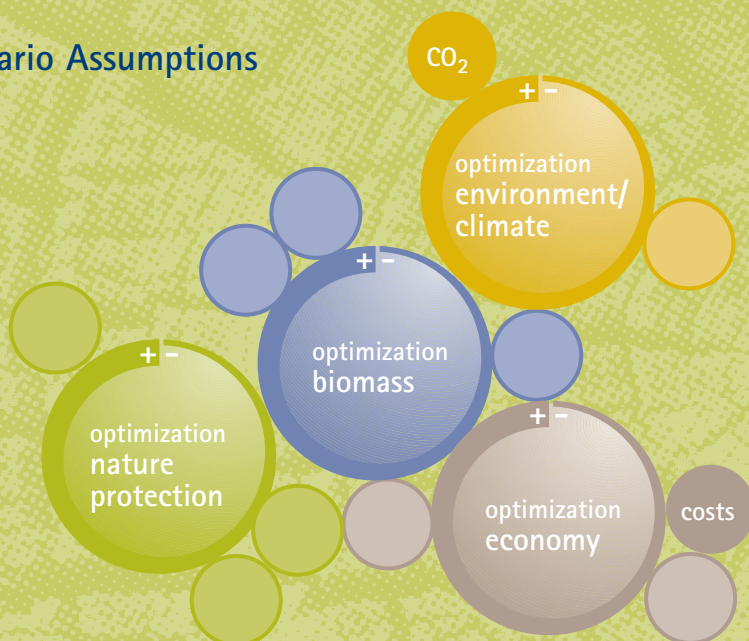 ario Assumptions
CO₂
+ -
optimization
environment/
climate
+ -
optimization
biomass
+ -
optimization
nature
protection
+ -
optimization
economy
costs